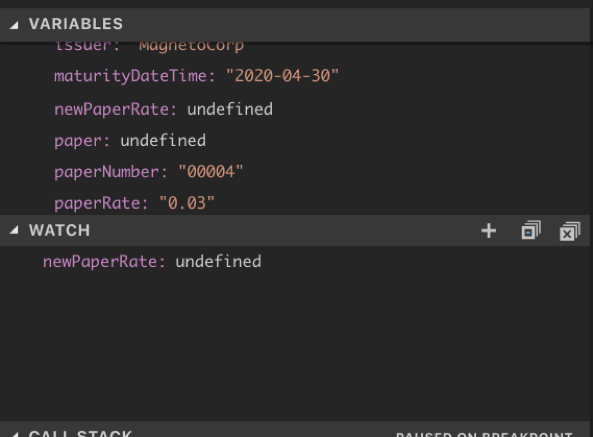 VARIABLES
issuer: "MagnetoCorp
maturityDateTime: "2020-04-30"
newPaperRate: undefined
paper: undefined
paperNumber: "00004"
paperRate: "0.03"
WATCH
newPaperRate: undefined
CALL STACK
PAUSED ON BREAKPOINT